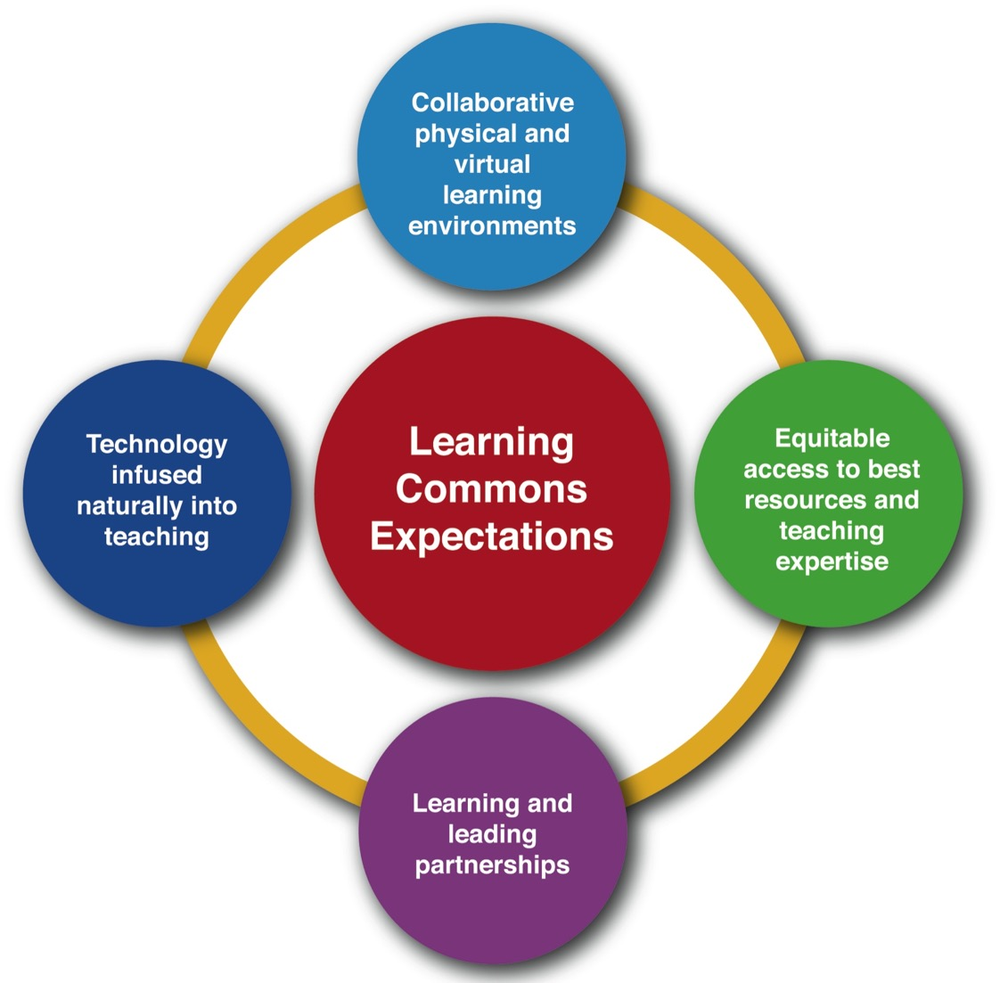 Collaborative
physical and
virtual
learning
environments
Technology
infused
naturally into
teaching
Learning
Commons
Expectations
Equitable
access to best
resources and
teaching
expertise
Learning and
leading
partnerships